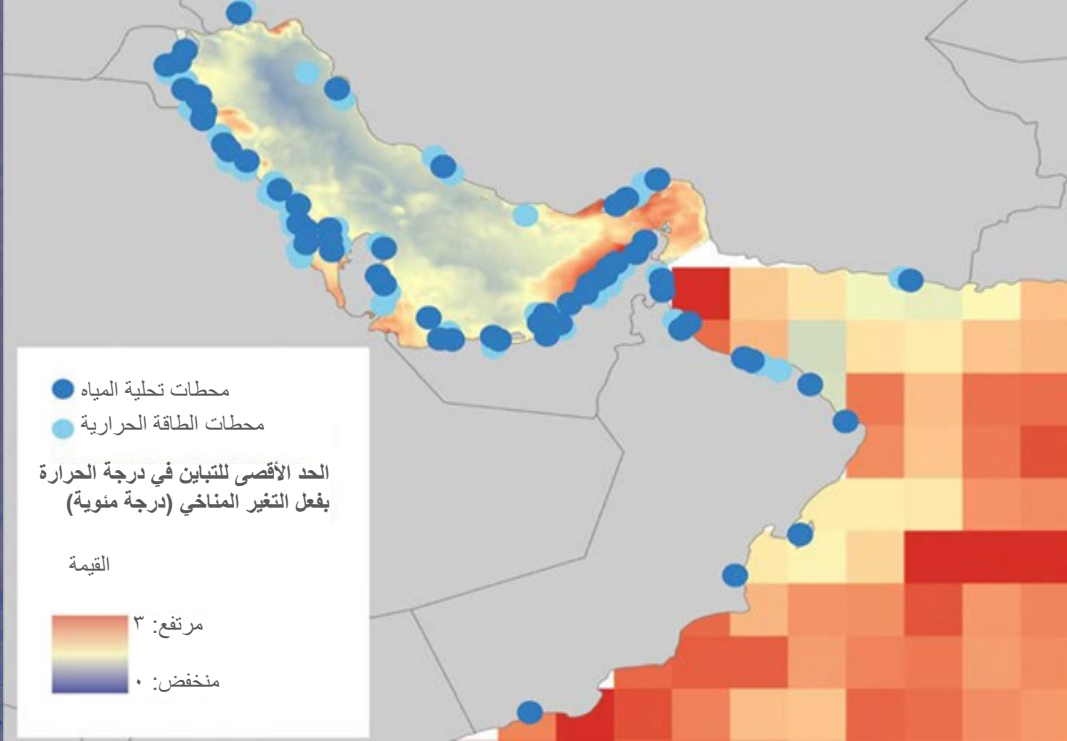 محطات تحلية المياه
محطات الطاقة الحرارية
الحد الأقصى للتباين في درجة الحرارة
بفعل التغير المناخي (درجة مئوية)
القيمة
مرتفع: ٣
منخفض: ٠